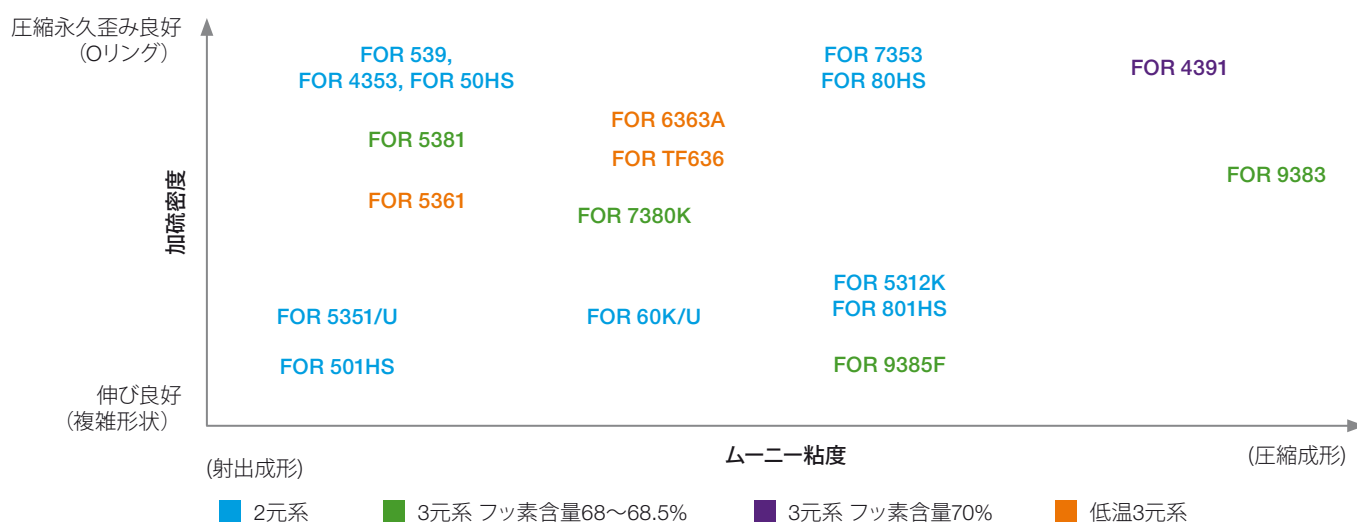 圧縮永久歪み良好
(Oリング)
FOR 539,
FOR 4353, FOR 50HS
FOR 7353
FOR 80HS
FOR 4391
FOR 6363A
FOR 5381
FOR TF636
FOR 9383
FOR 5361
FOR 7380K
加硫密度
FOR 5312K
FOR 801HS
FOR 5351/U
FOR 60K/U
FOR 501HS
FOR 9385F
伸び良好
(複雑形状)
(射出成形)
ムーニー粘度
(圧縮成形)
2元系
3元系 フッ素含量68〜68.5%
3元系 フッ素含量70%
低温3元系